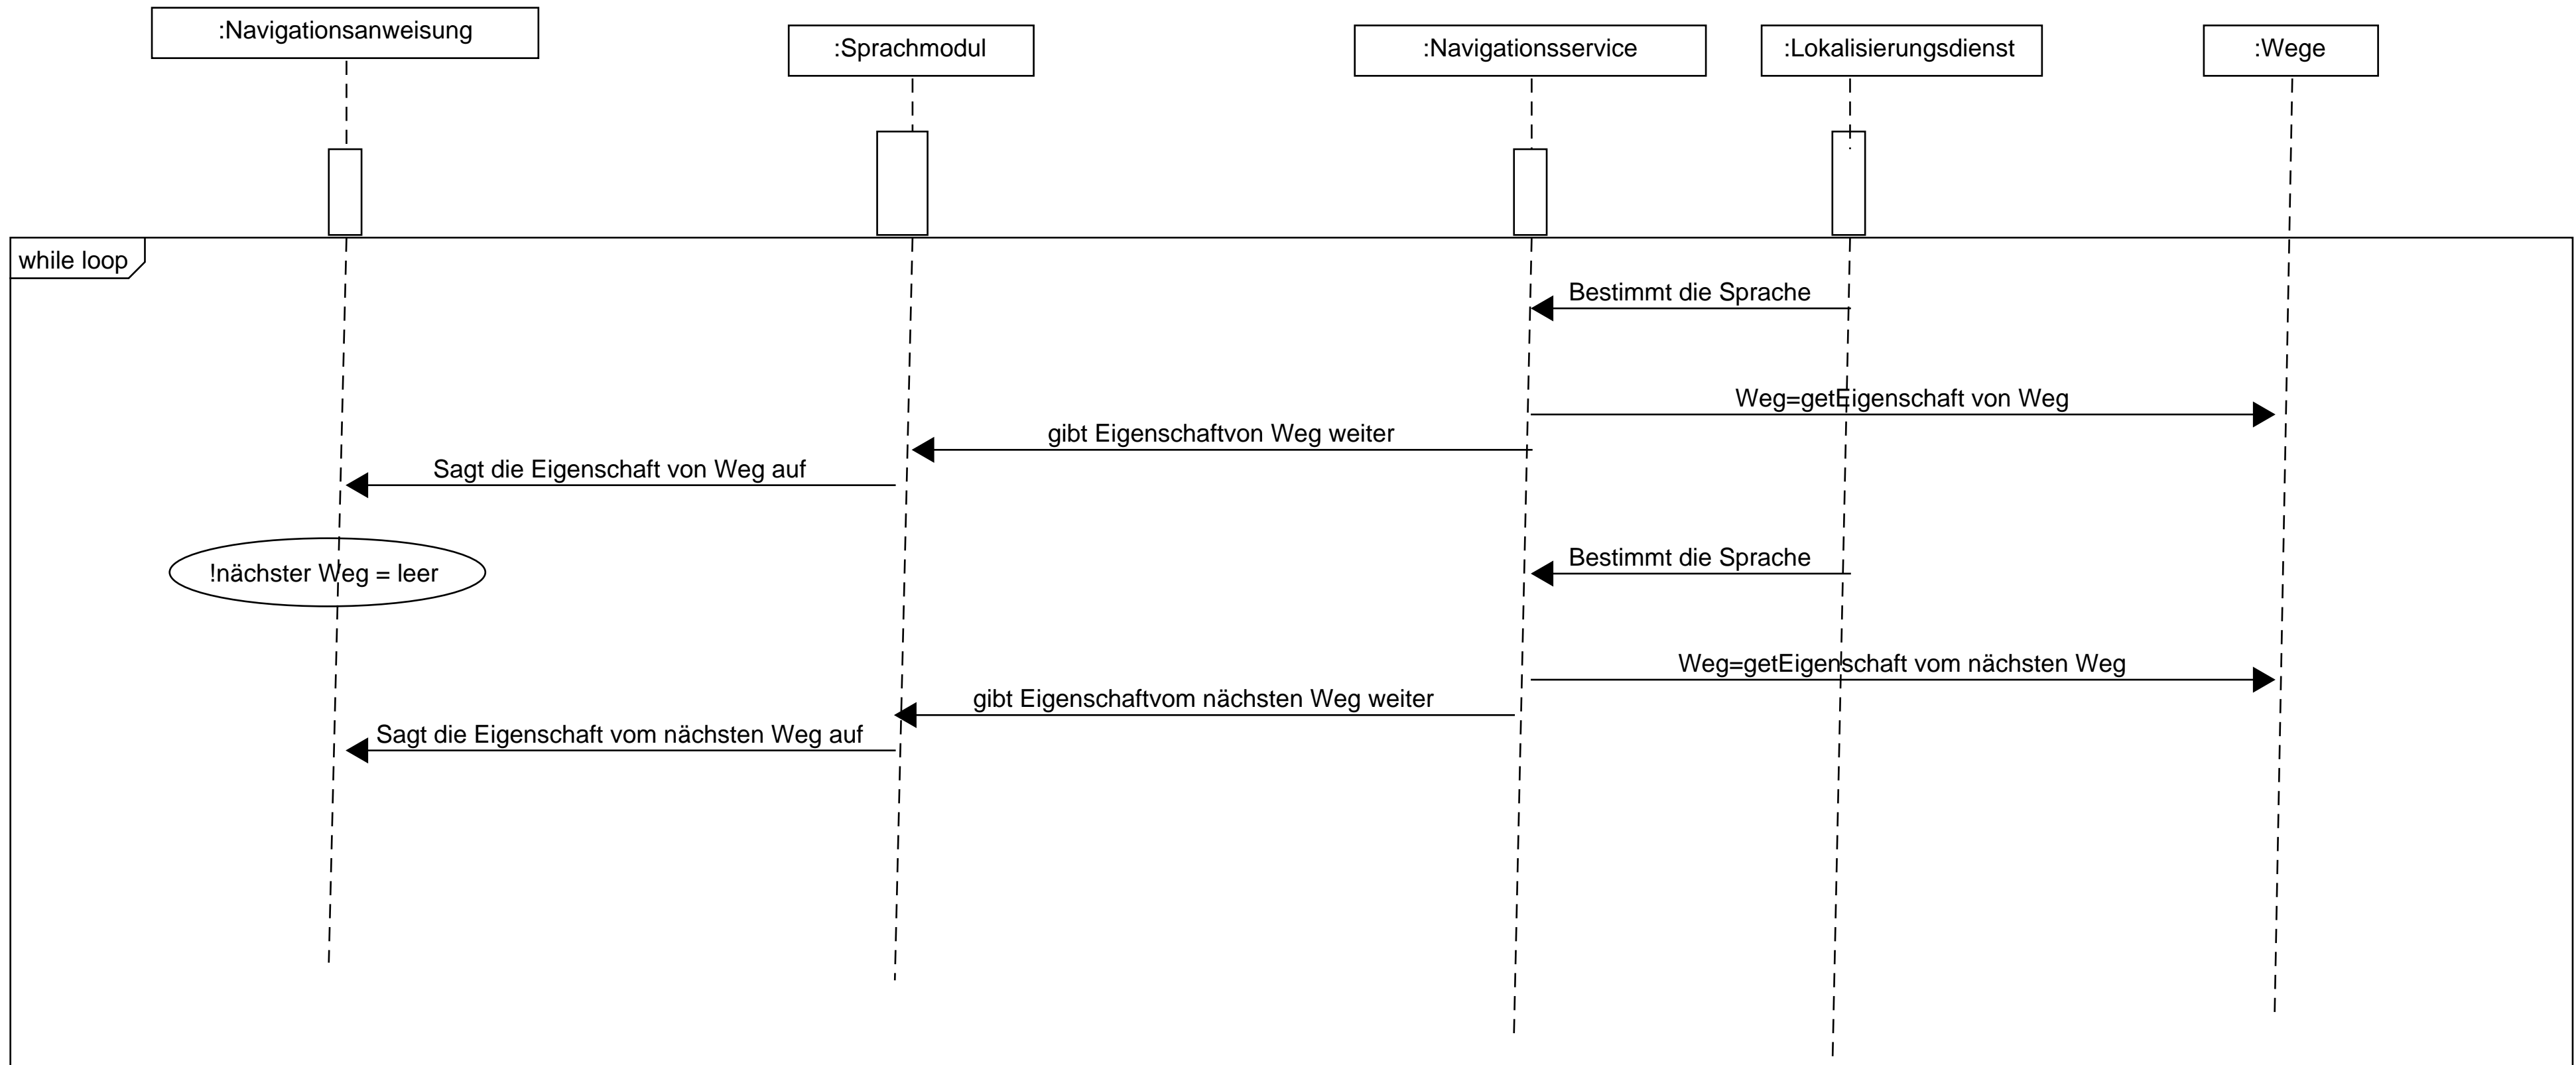 :Navigationsanweisung
:Sprachmodul
:Navigationsservice
:Lokalisierungsdienst
:Wege
while loop
Bestimmt die Sprache
Weg=getEigenschaft von Weg
gibt Eigenschaftvon Weg weiter
Sagt die Eigenschaft von Weg auf
!nächster Weg = leer
Bestimmt die Sprache
Weg=getEigenschaft vom nächsten Weg
gibt Eigenschaftvom nächsten Weg weiter
Sagt die Eigenschaft vom nächsten Weg auf